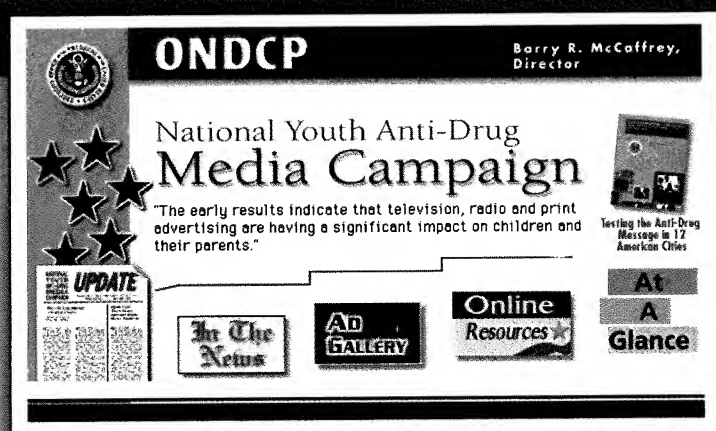 ONDCP
Barry R. McCaffrey,
Director
National Youth Anti-Drug
Media Campaign
"The early results indicate that television, radio and print
advertising are having a significant impact on children and
their parents."
Testing the Anti-Drug
Message in 12
American Cities
UPDATE
In The
News
AD
GALLERY
Online
Resources
At
A
Glance